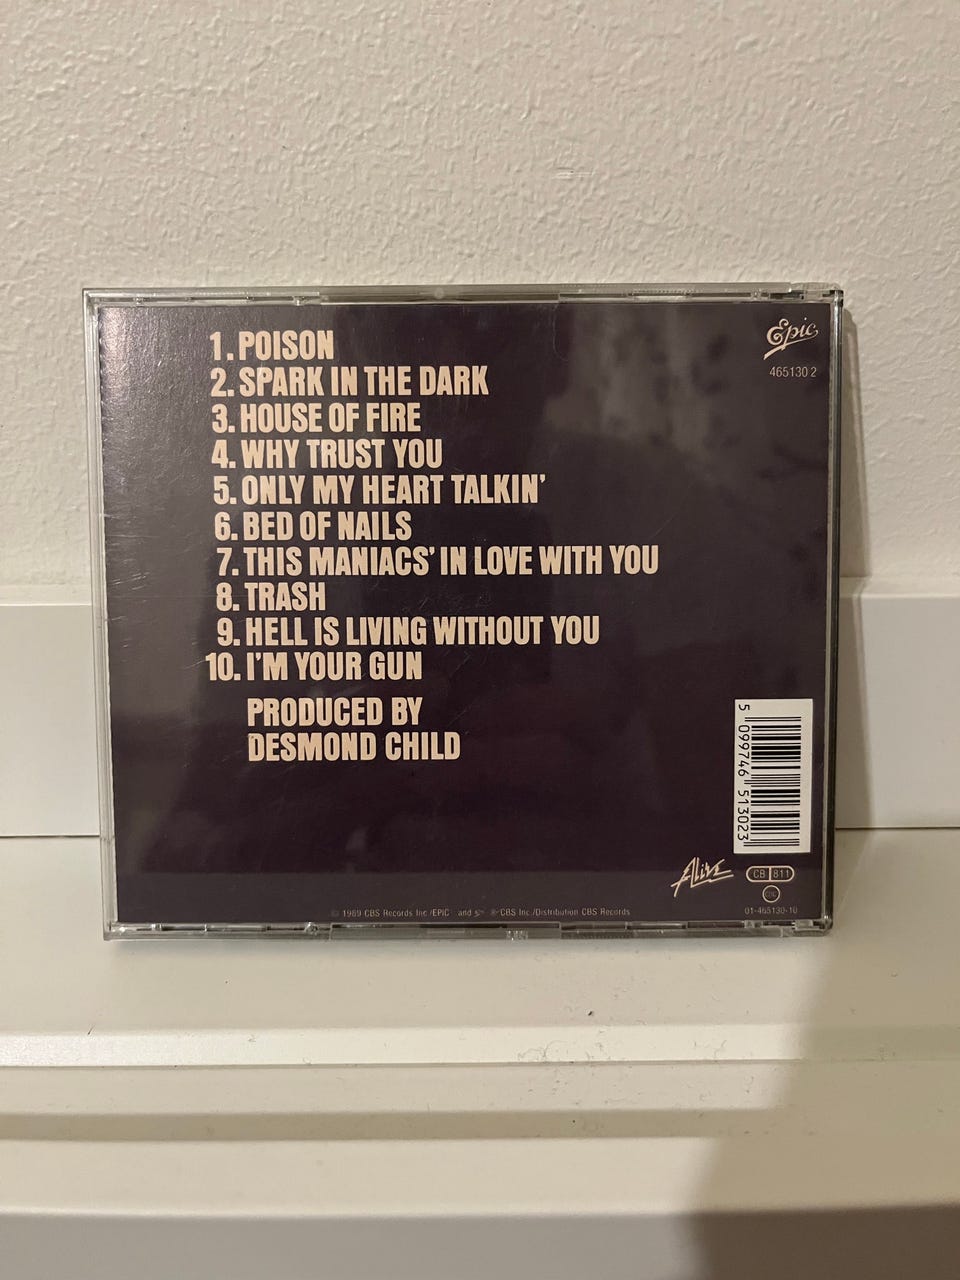 1. POISON
2. SPARK IN THE DARK
3. HOUSE OF FIRE
4. WHY TRUST YOU
5. ONLY MY HEART TALKIN'
6. BED OF NAILS
7. THIS MANIACS' IN LOVE WITH YOU
8. TRASH
9. HELL IS LIVING WITHOUT YOU
10. I'M YOUR GUN
PRODUCED BY
DESMOND CHILD
Epic
465130 2
5 099746 513023
Alive
CB 811
01-465130-10
© 1989 CBS Records Inc /EPIC and ℗ CBS Inc /Distribution CBS Records